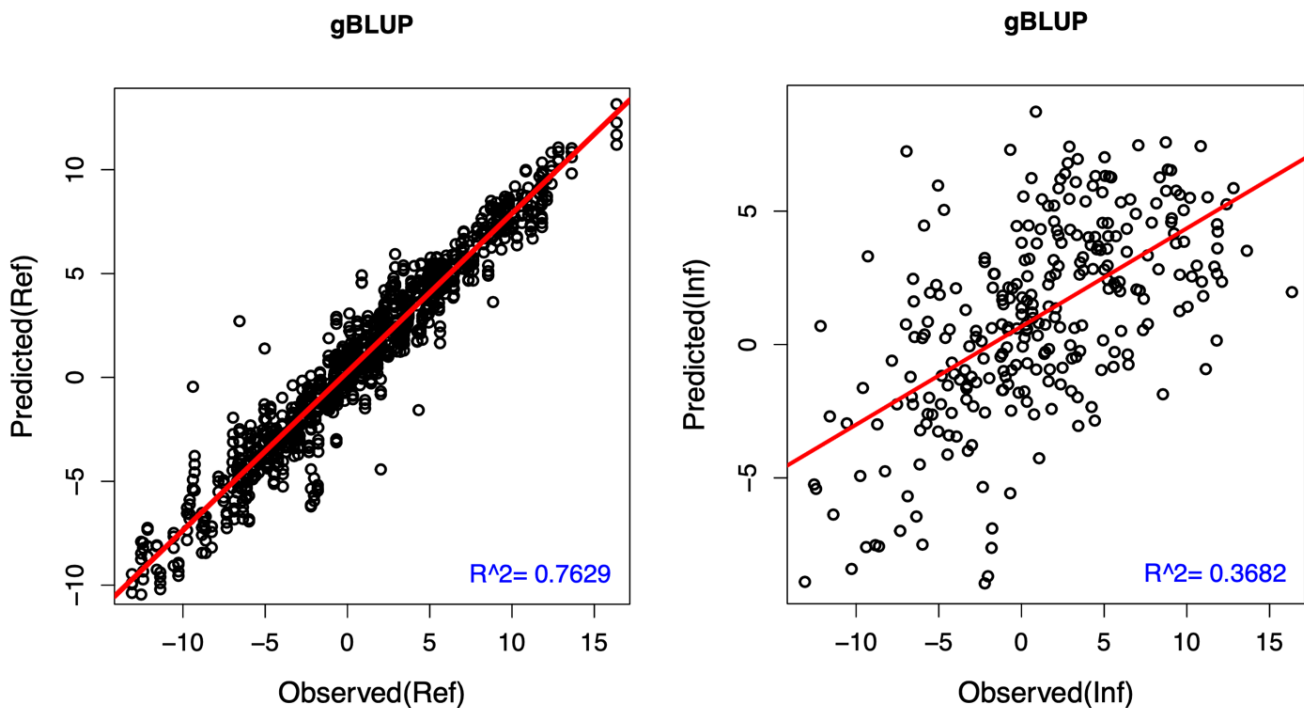 gBLUP
Predicted(Ref)
10
5
0
−5
−10
R^2= 0.7629
−10 −5 0 5 10 15
Observed(Ref)
gBLUP
Predicted(Inf)
5
0
−5
R^2= 0.3682
−10 −5 0 5 10 15
Observed(Inf)